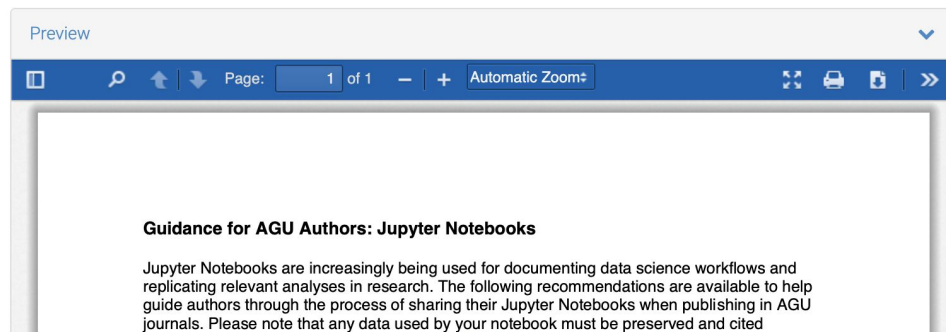 Preview
Page: 1 of 1 Automatic Zoom
Guidance for AGU Authors: Jupyter Notebooks
Jupyter Notebooks are increasingly being used for documenting data science workflows and
replicating relevant analyses in research. The following recommendations are available to help
guide authors through the process of sharing their Jupyter Notebooks when publishing in AGU
journals. Please note that any data used by your notebook must be preserved and cited